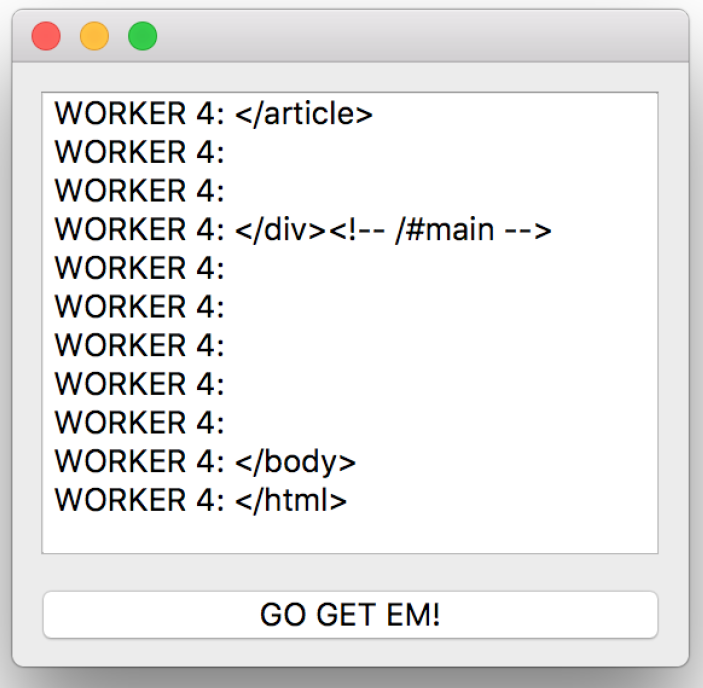 WORKER 4: </article>
WORKER 4:
WORKER 4:
WORKER 4: </div><!-- /#main -->
WORKER 4:
WORKER 4:
WORKER 4:
WORKER 4:
WORKER 4:
WORKER 4: </body>
WORKER 4: </html>
GO GET EM!